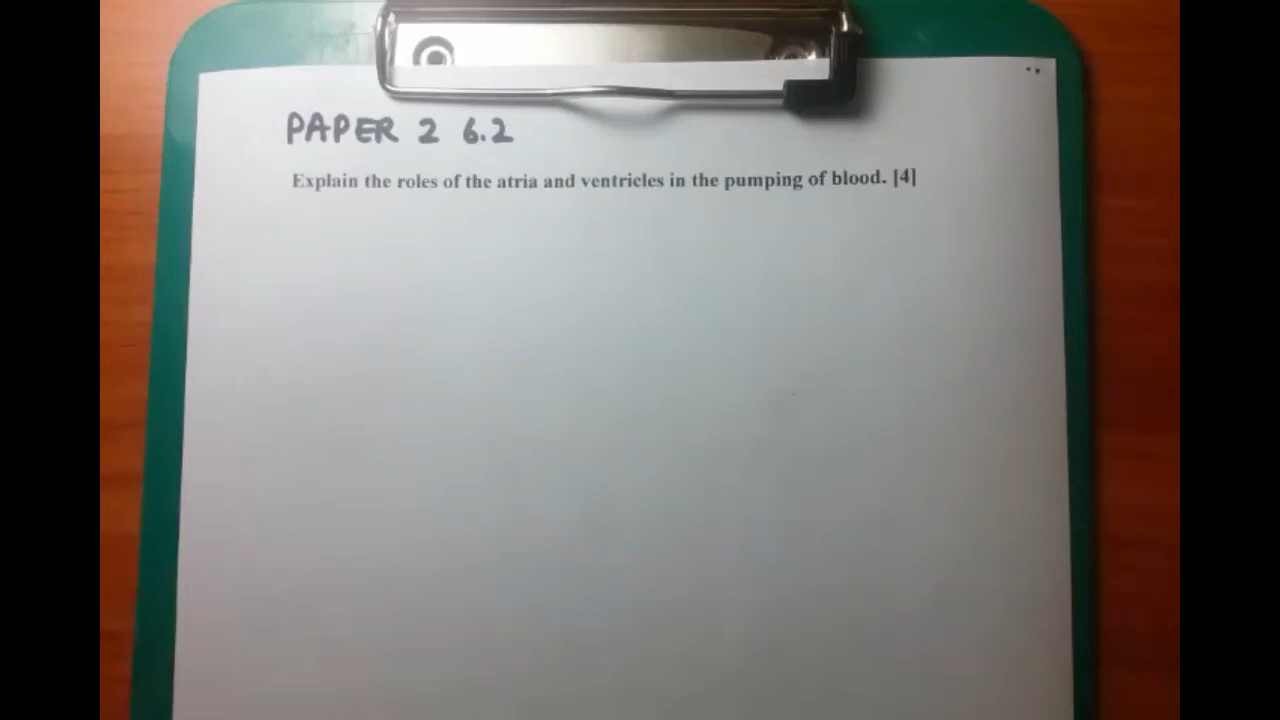 PAPER 2 6.2
Explain the roles of the atria and ventricles in the pumping of blood. [4]